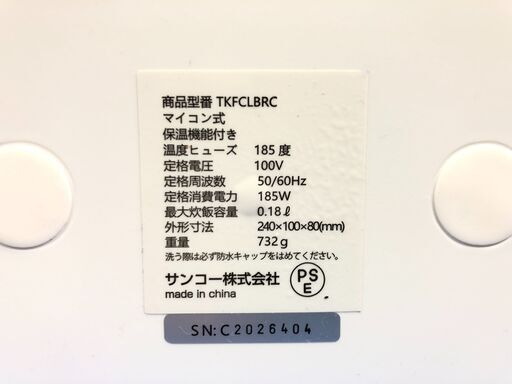 商品型番 TKFCLBRC
マイコン式
保温機能付き
温度ヒューズ 185度
定格電圧 100V
定格周波数 50/60Hz
定格消費電力 185W
最大炊飯容量 0.18ℓ
外形寸法 240×100×80(mm)
重量 732g
洗う際は必ず防水キャップをはめてください。
サンコー株式会社
PS
E
made in china
SN:C2026404